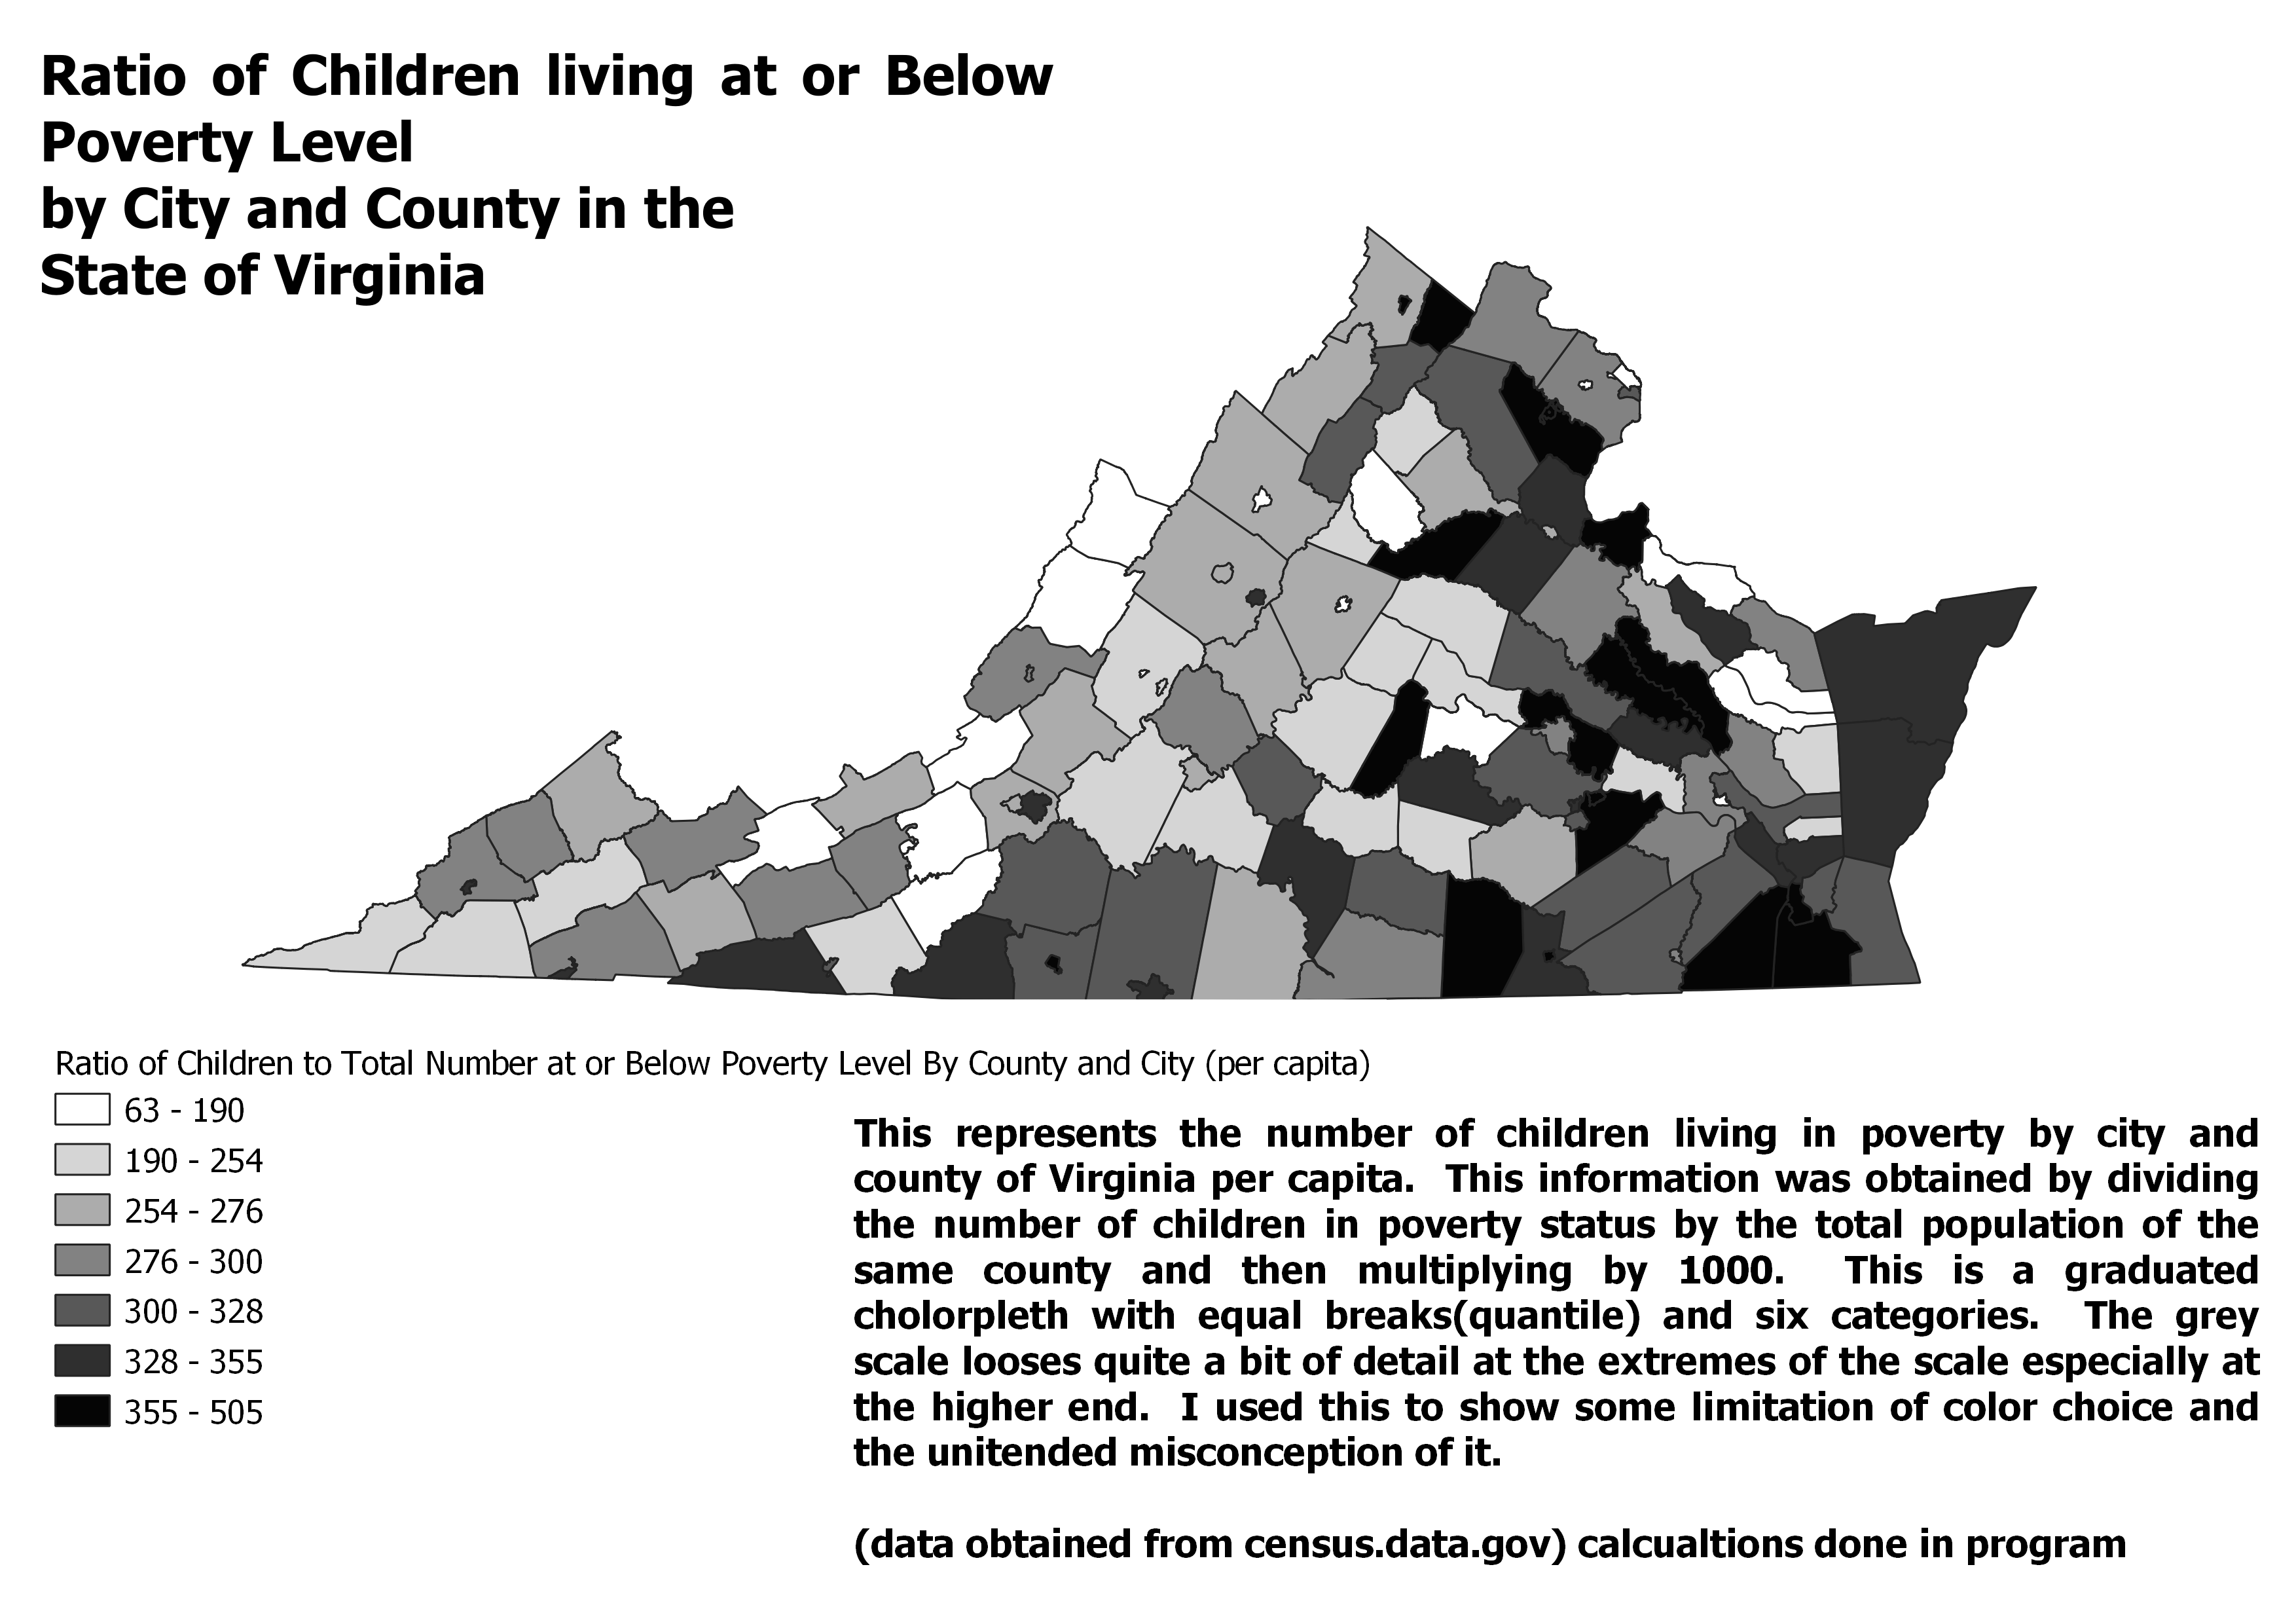 Ratio of Children living at or Below
Poverty Level
by City and County in the
State of Virginia
Ratio of Children to Total Number at or Below Poverty Level By County and City (per capita)
63 - 190
190 - 254
254 - 276
276 - 300
300 - 328
328 - 355
355 - 505
This represents the number of children living in poverty by city and
county of Virginia per capita. This information was obtained by dividing
the number of children in poverty status by the total population of the
same county and then multiplying by 1000. This is a graduated
cholorpleth with equal breaks(quantile) and six categories. The grey
scale looses quite a bit of detail at the extremes of the scale especially at
the higher end. I used this to show some limitation of color choice and
the unitended misconception of it.
(data obtained from census.data.gov) calcualtions done in program